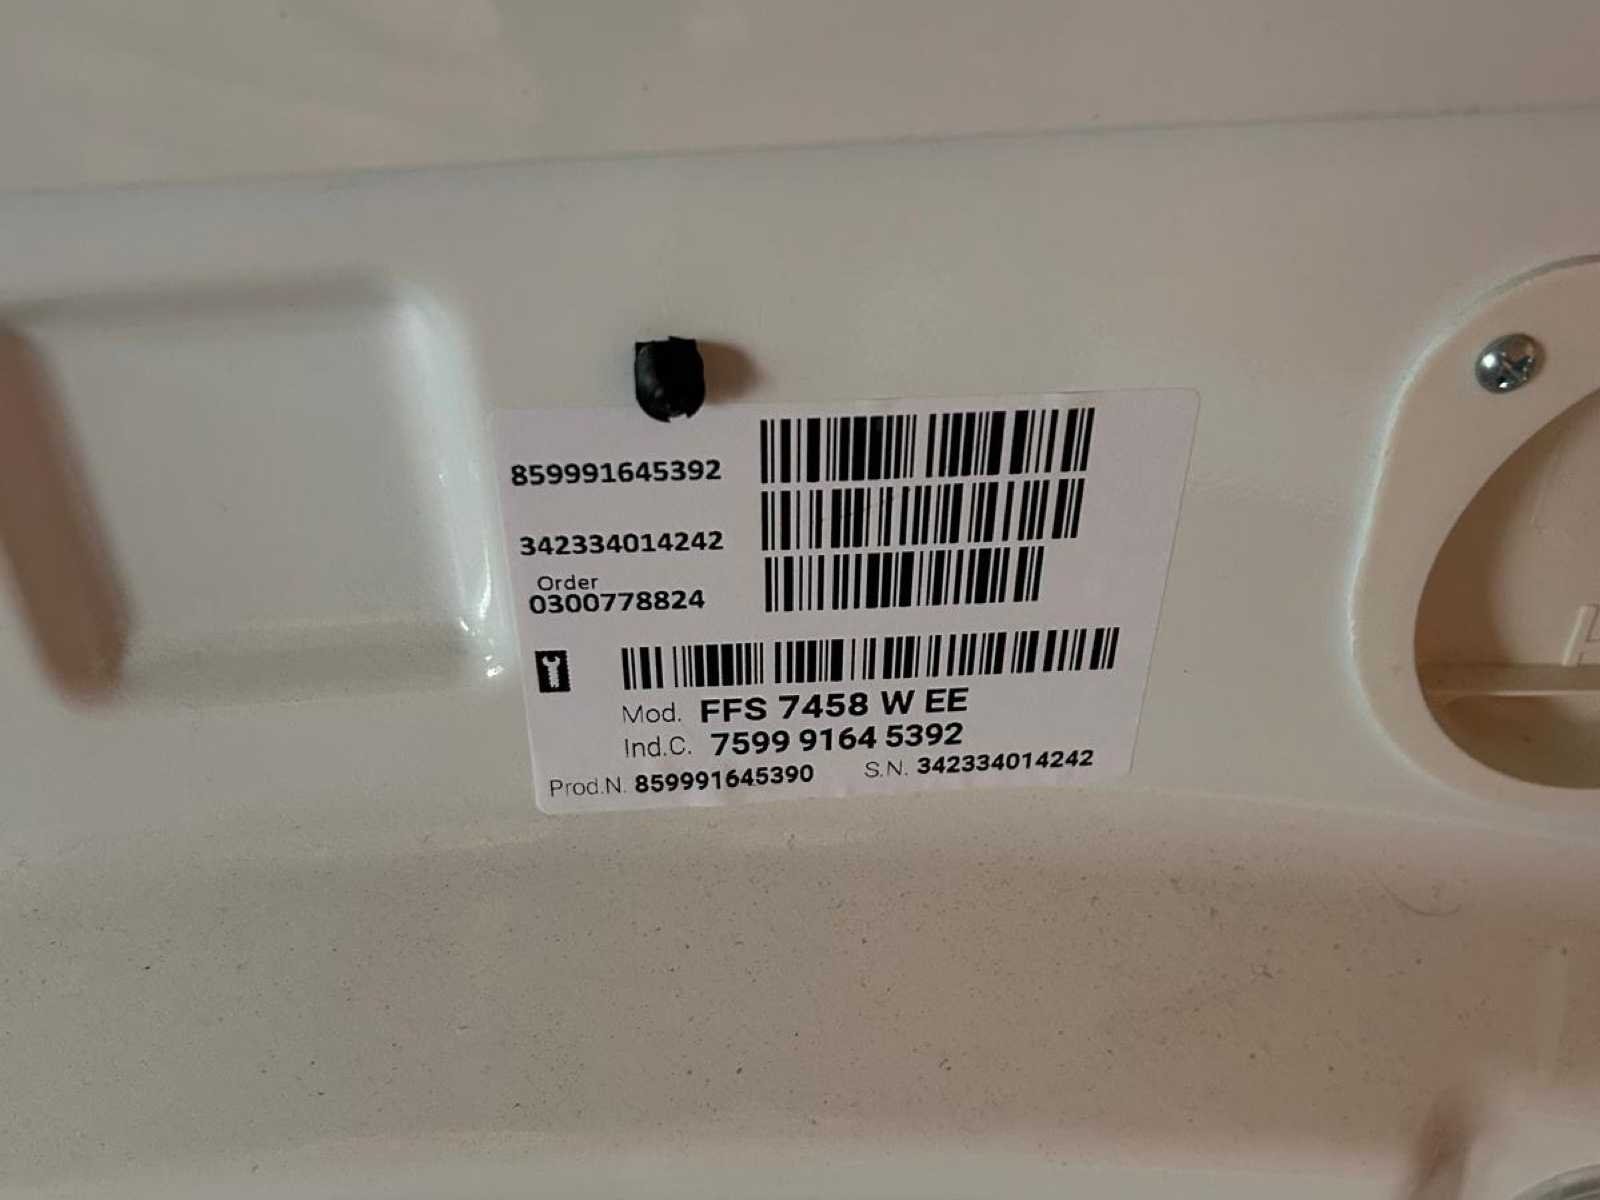 859991645392
342334014242
Order
0300778824
Mod. FFS 7458 W EE
Ind.C. 7599 9164 5392
Prod.N. 859991645390 S.N. 342334014242